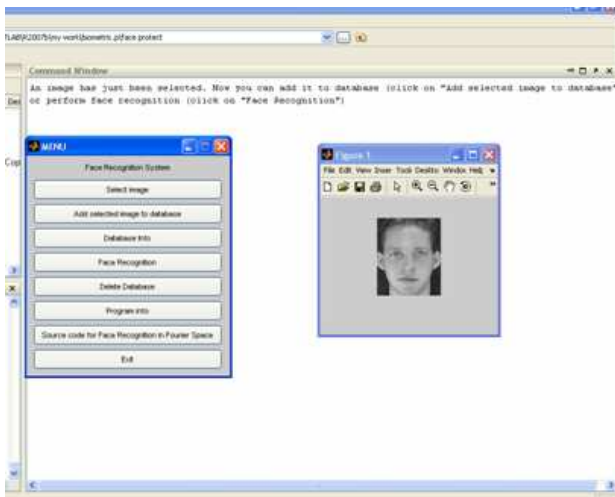 Command Window
An image has just been selected. Now you can add it to database (click on "Add selected image to database"
or perform face recognition (click on "Face Recognition")
MENU
Face Recognition System
Select image
Add selected image to database
Database Info
Face Recognition
Delete Database
Program info
Source code for Face Recognition in Fourier Space
Exit
Figure 1
File Edit View Inser Tools Deskto Window Help
Cop